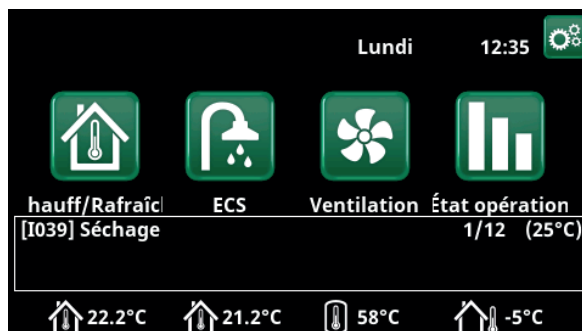 Lundi 12:35
hauff/Rafraîc ECS Ventilation État opération
[I039] Séchage 1/12 (25°C)
22.2°C 21.2°C 58°C -5°C